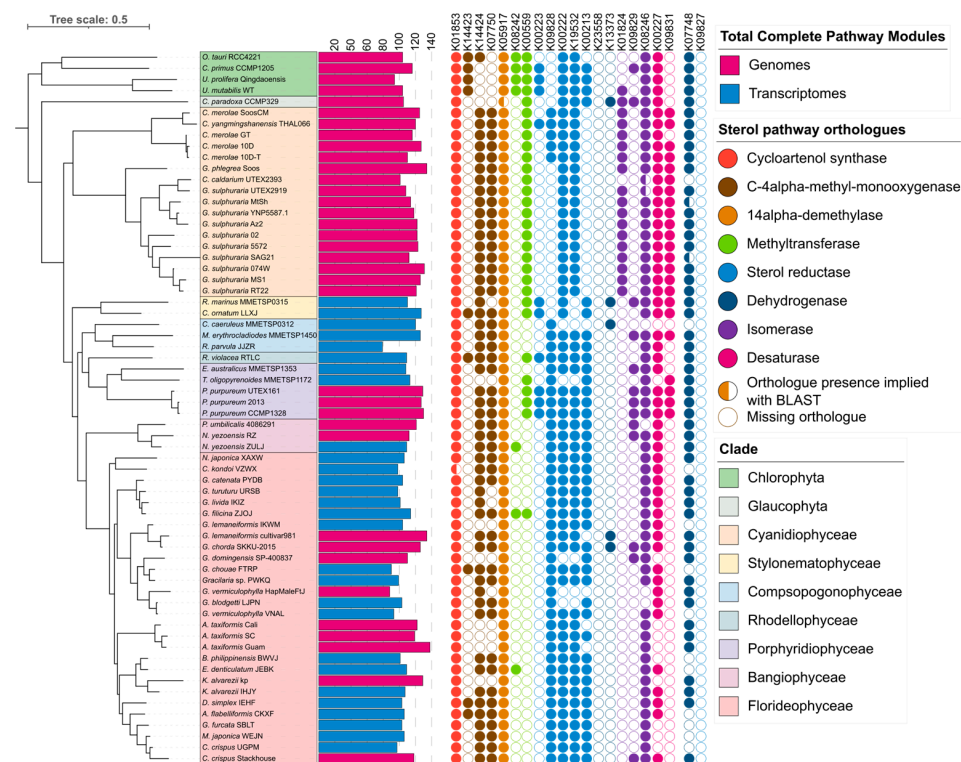 Tree scale: 0.5
20 50 80 100 120 140
K01853 K14423 K14424 K07750 K05917 K08242 K00559 K00223 K09828 K00222 K19532 K00213 K23558 K13373 K01824 K09829 K08246 K00227 K09831 K07748 K09827
O. tauri RCC4221
C. primus CCMP1205
U. prolifera Qingdaoensis
U. mutabilis WT
C. paradoxa CCMP329
C. merolae SoosCM
C. yangmingshanensis THAL066
C. merolae GT
C. merolae 10D
C. merolae 10D-T
G. phlegrea Soos
C. caldarium UTEX2393
G. sulphuraria UTEX2919
G. sulphuraria MtSh
G. sulphuraria YNP5587.1
G. sulphuraria Az2
G. sulphuraria 02
G. sulphuraria 5572
G. sulphuraria SAG21
G. sulphuraria 074W
G. sulphuraria MS1
G. sulphuraria RT22
R. marinus MMETSP0315
C. ornatum LLXJ
C. caeruleus MMETSP0312
M. erythrocladiodes MMETSP1450
R. parvula JJZR
R. violacea RTLC
E. australicus MMETSP1353
T. oligopyrenoides MMETSP1172
P. purpureum UTEX161
P. purpureum 2013
P. purpureum CCMP1328
P. umbilicalis 4086291
N. yezoensis RZ
N. yezoensis ZULJ
N. japonica XAXW
C. kondoi VZWX
G. catenata PYDB
G. turuturu URSB
G. livida IKIZ
G. filicina ZJOJ
G. lemaneiformis IKWM
G. lemaneiformis cultivar981
G. chorda SKKU-2015
G. domingensis SP-400837
G. chouae FTRP
Gracilaria sp. PWKQ
G. vermiculophylla HapMaleFtJ
G. blodgetti LJPN
G. vermiculophylla VNAL
A. taxiformis Cali
A. taxiformis SC
A. taxiformis Guam
B. philippinensis BWVJ
E. denticulatum JEBK
K. alvarezii kp
K. alvarezii IHJY
D. simplex IEHF
A. flabelliformis CKXF
G. furcata SBLT
M. japonica WEJN
C. crispus UGPM
C. crispus Stackhouse
Total Complete Pathway Modules
Genomes
Transcriptomes
Sterol pathway orthologues
Cycloartenol synthase
C-4alpha-methyl-monooxygenase
14alpha-demethylase
Methyltransferase
Sterol reductase
Dehydrogenase
Isomerase
Desaturase
Orthologue presence implied
with BLAST
Missing orthologue
Clade
Chlorophyta
Glaucophyta
Cyanidiophyceae
Stylonematophyceae
Compsopogonophyceae
Rhodellophyceae
Porphyridiophyceae
Bangiophyceae
Florideophyceae